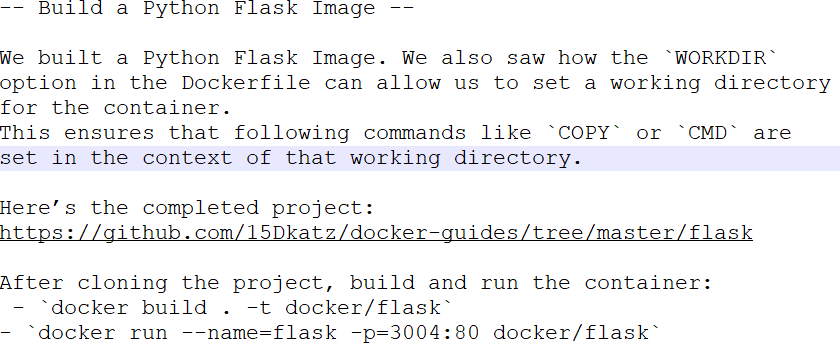 -- Build a Python Flask Image --
We built a Python Flask Image. We also saw how the `WORKDIR`
option in the Dockerfile can allow us to set a working directory
for the container.
This ensures that following commands like `COPY` or `CMD` are
set in the context of that working directory.
Here’s the completed project:
https://github.com/15Dkatz/docker-guides/tree/master/flask
After cloning the project, build and run the container:
- `docker build . -t docker/flask`
- `docker run --name=flask -p=3004:80 docker/flask`